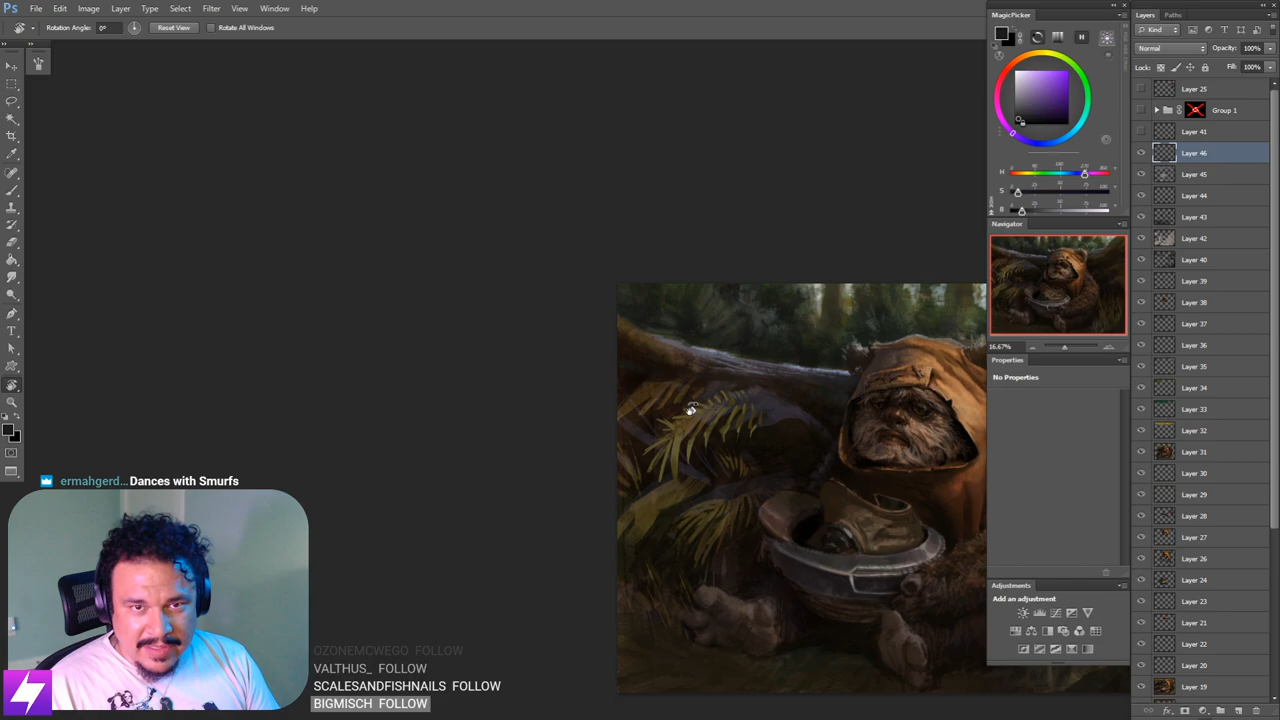 Ps File Edit Image Layer Type Select Filter View Window Help
Rotation Angle: 0° Reset View Rotate All Windows
MagicPicker
H
H
S
B
Navigator
16.67%
Properties
No Properties
Adjustments
Add an adjustment
Layers Paths
Kind
Normal Opacity: 100%
Lock: Fill: 100%
Layer 25
Group 1
Layer 41
Layer 46
Layer 45
Layer 44
Layer 43
Layer 42
Layer 40
Layer 39
Layer 38
Layer 37
Layer 36
Layer 35
Layer 34
Layer 33
Layer 32
Layer 31
Layer 30
Layer 29
Layer 28
Layer 27
Layer 26
Layer 24
Layer 23
Layer 21
Layer 22
Layer 20
Layer 19
ermahgerd... Dances with Smurfs
OZONEMCWEGO FOLLOW
VALTHUS_ FOLLOW
SCALESANDFISHNAILS FOLLOW
BIGMISCH FOLLOW